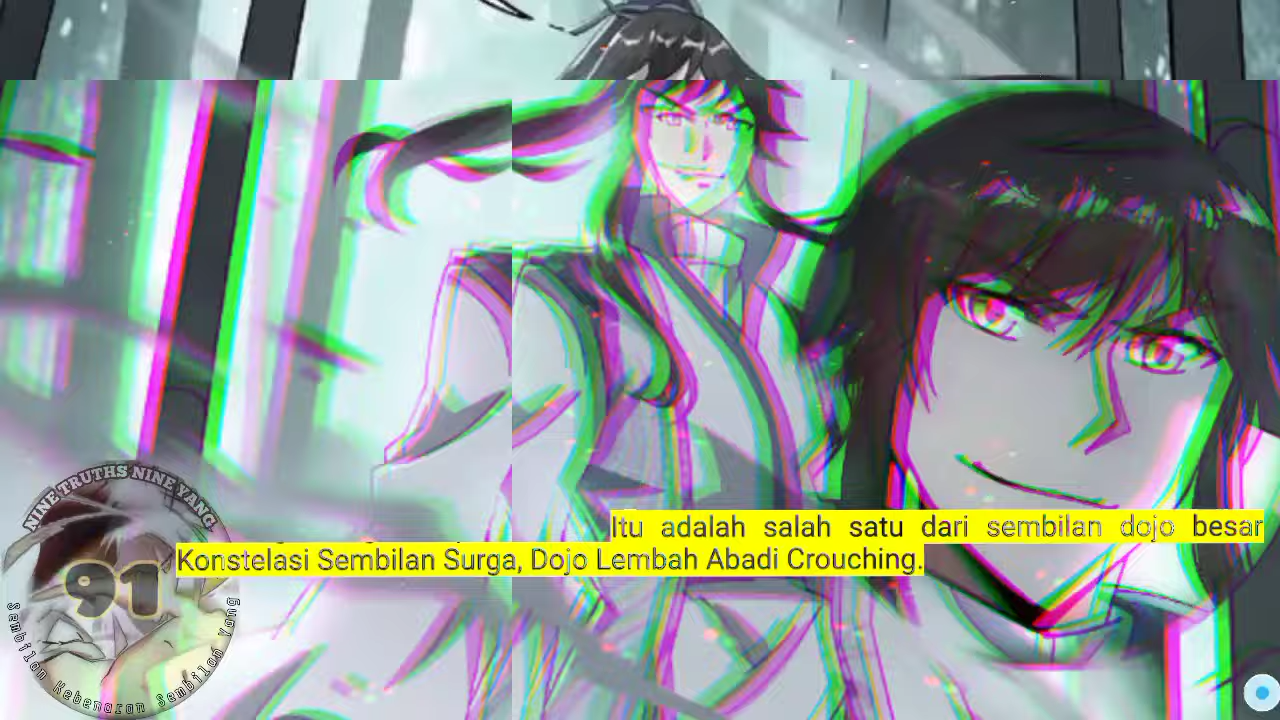 NINE TRUTHS NINE YANG
91
Itu adalah salah satu dari sembilan dojo besar
Konstelasi Sembilan Surga, Dojo Lembah Abadi Crouching.
Sembilan Kebenaran Sembilan Yang